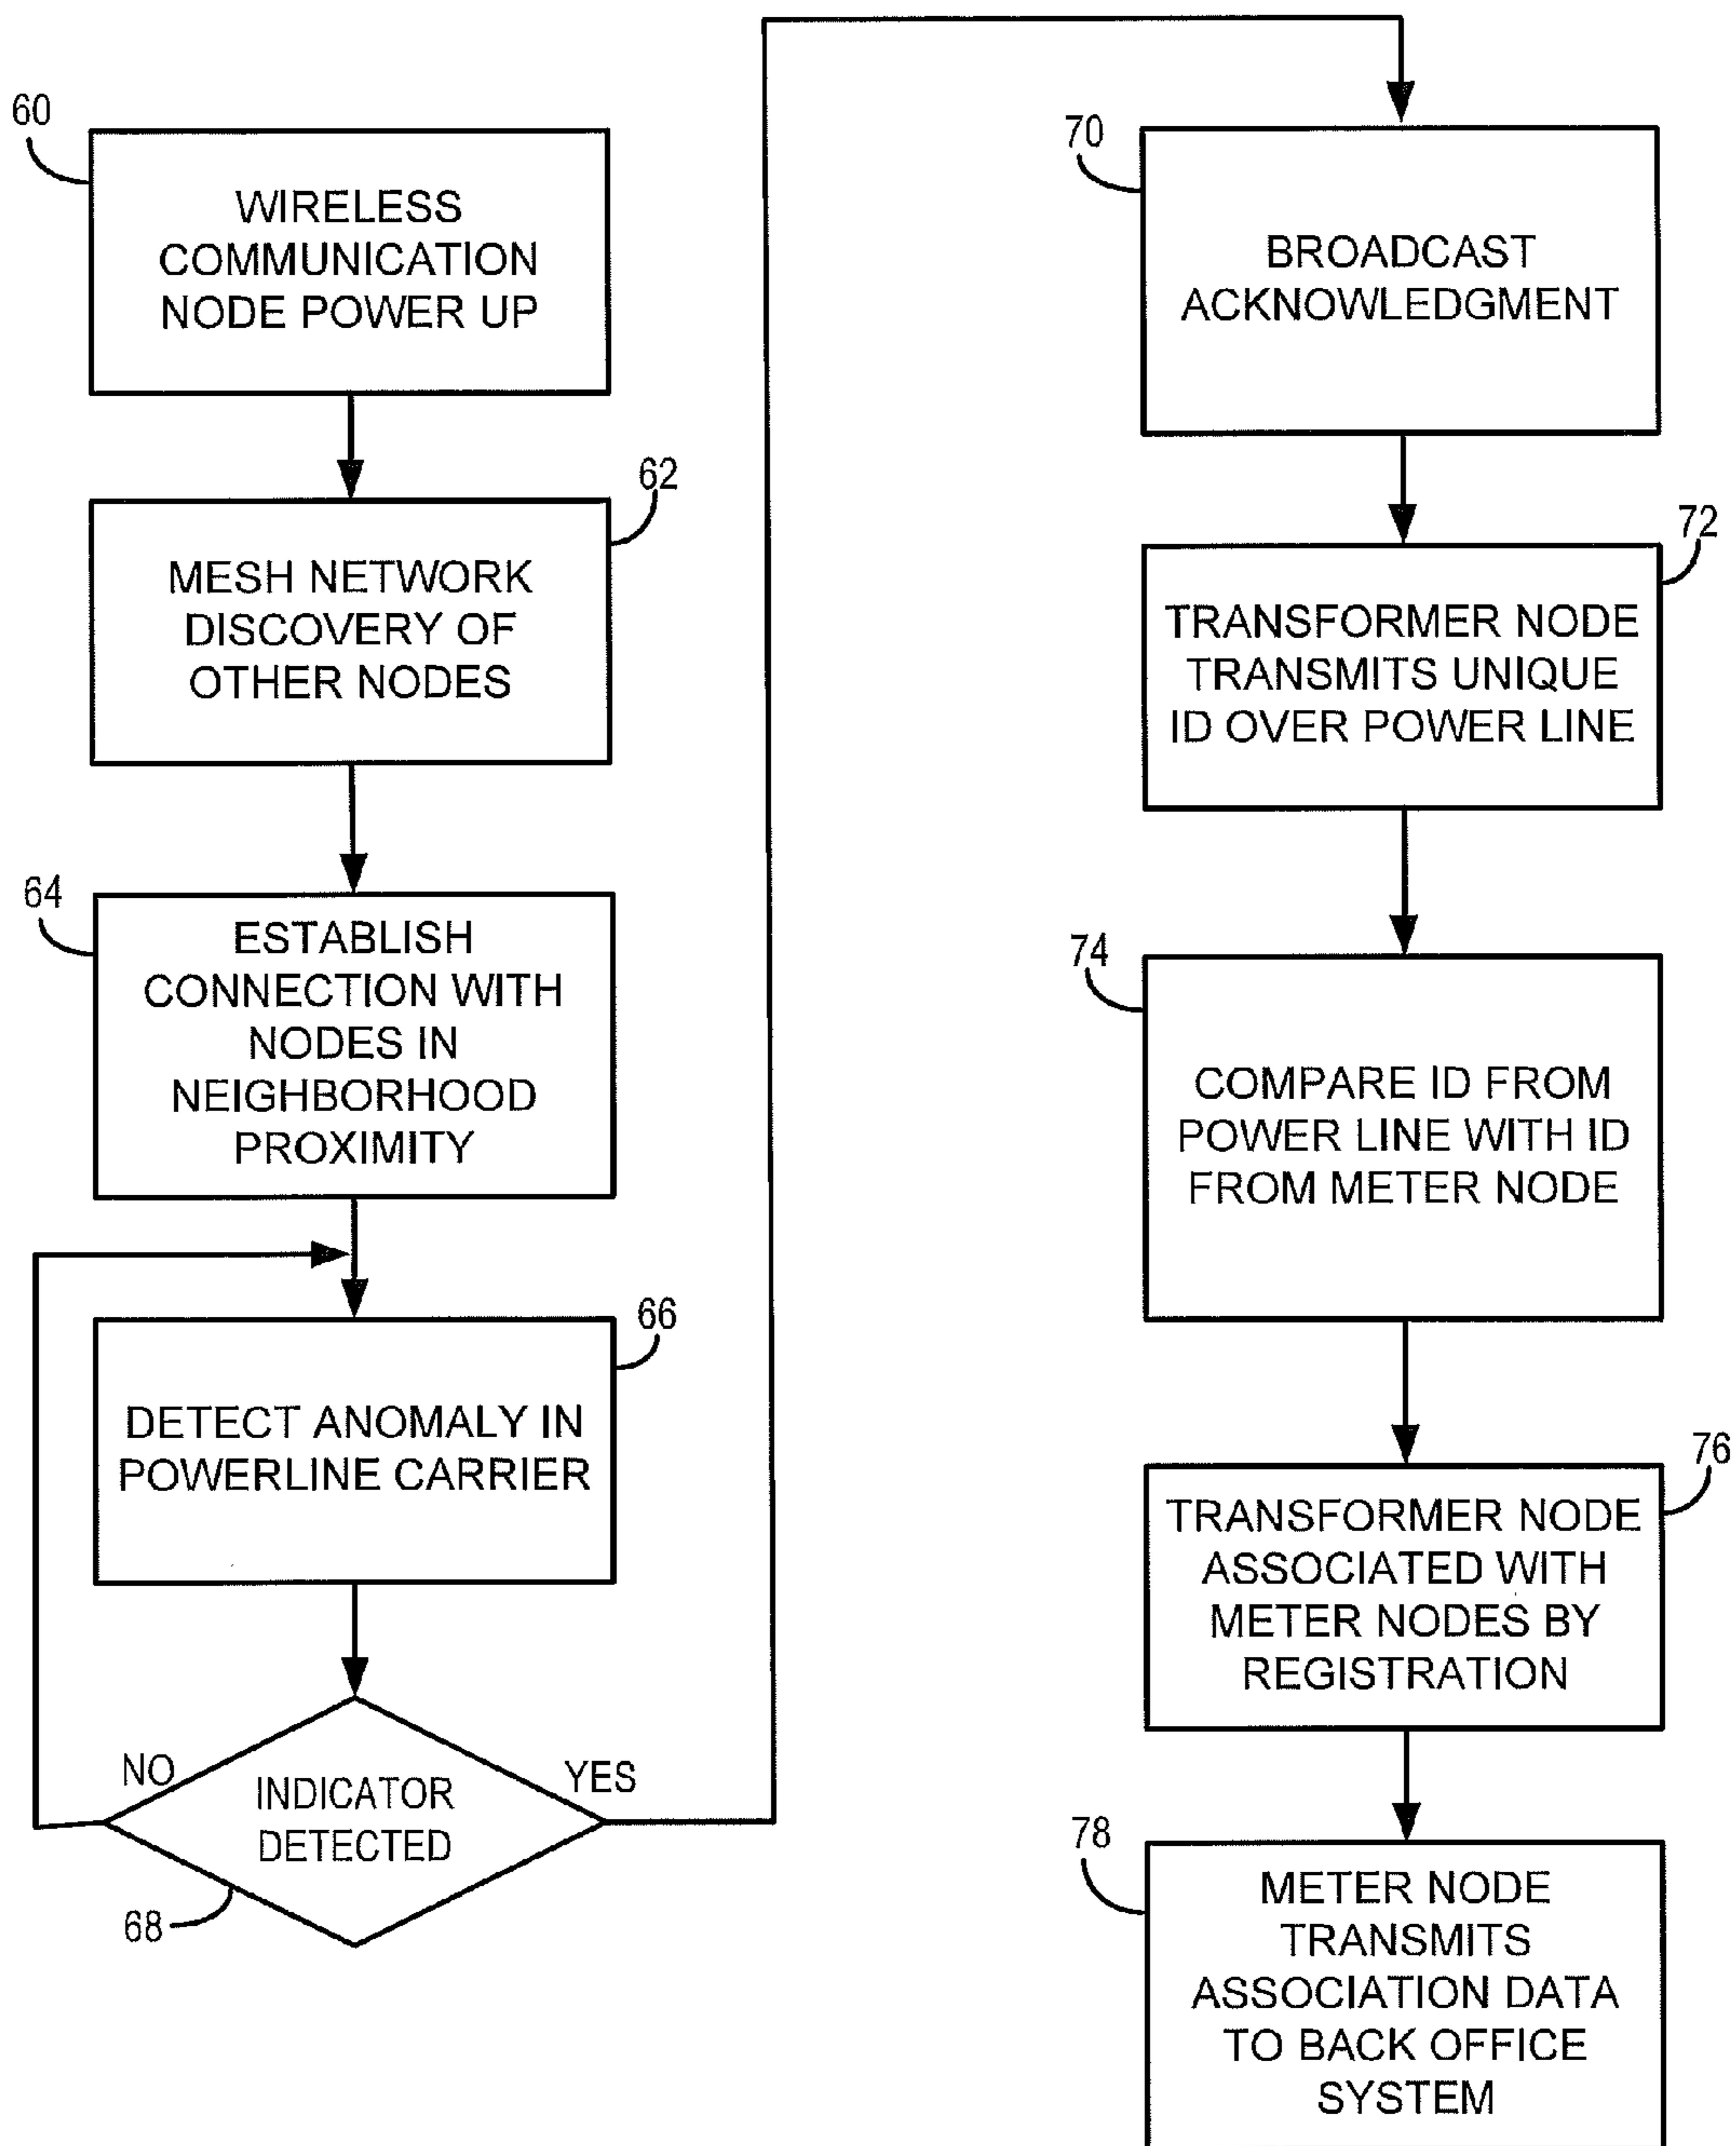 60
WIRELESS
COMMUNICATION
NODE POWER UP
62
MESH NETWORK
DISCOVERY OF
OTHER NODES
64
ESTABLISH
CONNECTION WITH
NODES IN
NEIGHBORHOOD
PROXIMITY
66
DETECT ANOMALY IN
POWERLINE CARRIER
NO
INDICATOR
DETECTED
YES
68
70
BROADCAST
ACKNOWLEDGMENT
72
TRANSFORMER NODE
TRANSMITS UNIQUE
ID OVER POWER LINE
74
COMPARE ID FROM
POWER LINE WITH ID
FROM METER NODE
76
TRANSFORMER NODE
ASSOCIATED WITH
METER NODES BY
REGISTRATION
78
METER NODE
TRANSMITS
ASSOCIATION DATA
TO BACK OFFICE
SYSTEM